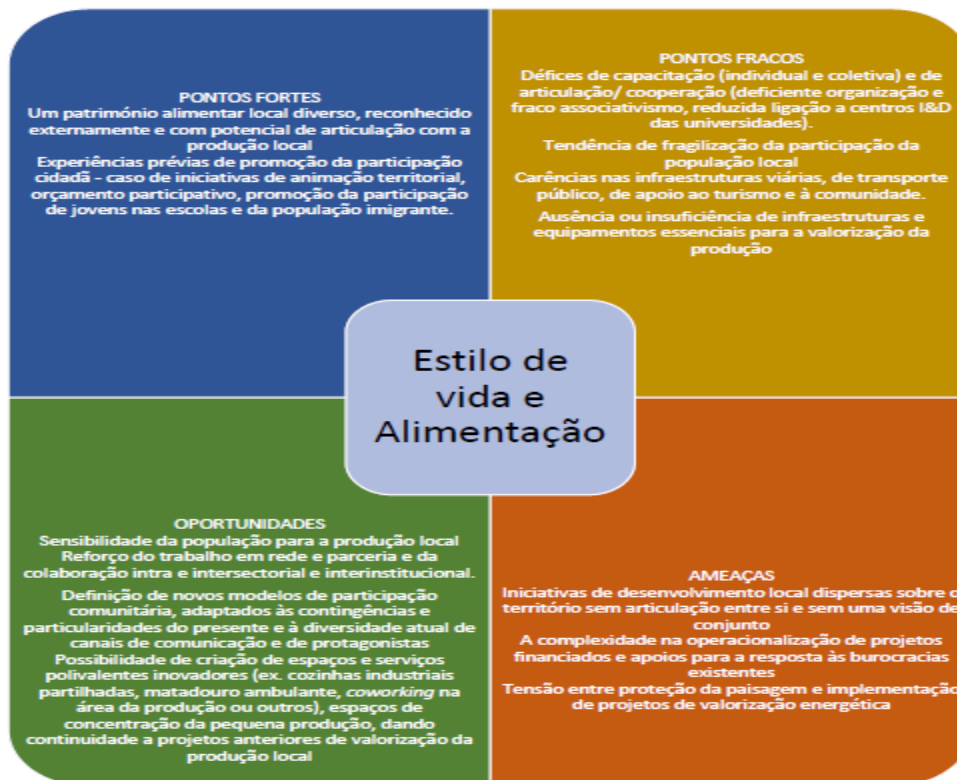 PONTOS FORTES
Um património alimentar local diverso, reconhecido
externamente e com potencial de articulação com a
produção local
Experiências prévias de promoção da participação
cidadã - caso de iniciativas de animação territorial,
orçamento participativo, promoção da participação
de jovens nas escolas e da população imigrante.
PONTOS FRACOS
Défices de capacitação (individual e coletiva) e de
articulação/ cooperação (deficiente organização e
fraco associativismo, reduzida ligação a centros I&D
das universidades).
Tendência de fragilização da participação da
população local
Carências nas infraestruturas viárias, de transporte
público, de apoio ao turismo e à comunidade.
Ausência ou insuficiência de infraestruturas e
equipamentos essenciais para a valorização da
produção
Estilo de
vida e
Alimentação
OPORTUNIDADES
Sensibilidade da população para a produção local
Reforço do trabalho em rede e parceria e da
colaboração intra e intersectorial e interinstitucional.
Definição de novos modelos de participação
comunitária, adaptados às contingências e
particularidades do presente e à diversidade atual de
canais de comunicação e de protagonistas
Possibilidade de criação de espaços e serviços
polivalentes inovadores (ex. cozinhas industriais
partilhadas, matadouro ambulante, coworking na
área da produção ou outros), espaços de
concentração da pequena produção, dando
continuidade a projetos anteriores de valorização da
produção local
AMEAÇAS
Iniciativas de desenvolvimento local dispersas sobre o
território sem articulação entre si e sem uma visão de
conjunto
A complexidade na operacionalização de projetos
financiados e apoios para a resposta às burocracias
existentes
Tensão entre proteção da paisagem e implementação
de projetos de valorização energética